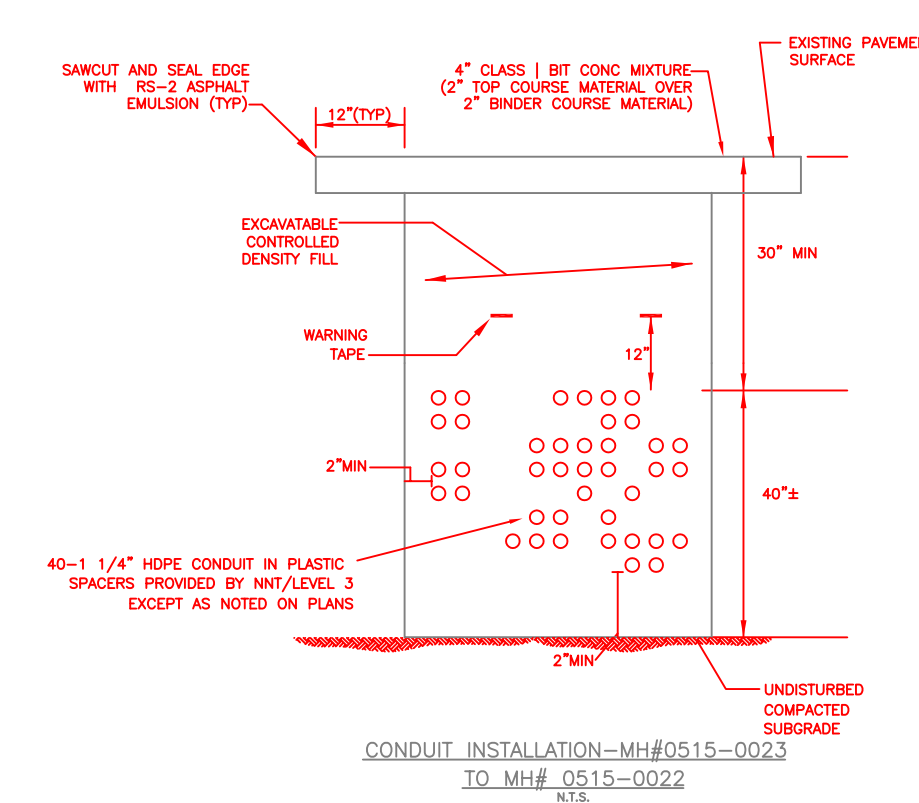 EXISTING PAVEME
SURFACE
SAWCUT AND SEAL EDGE
WITH RS-2 ASPHALT
EMULSION (TYP)
4" CLASS | BIT CONC MIXTURE
(2" TOP COURSE MATERIAL OVER
2" BINDER COURSE MATERIAL)
12"(TYP)
EXCAVATABLE
CONTROLLED
DENSITY FILL
30" MIN
WARNING
TAPE
12"
2"MIN
40"±
40-1 1/4" HDPE CONDUIT IN PLASTIC
SPACERS PROVIDED BY NNT/LEVEL 3
EXCEPT AS NOTED ON PLANS
2"MIN
UNDISTURBED
COMPACTED
SUBGRADE
CONDUIT INSTALLATION-MH#0515-0023
TO MH# 0515-0022
N.T.S.